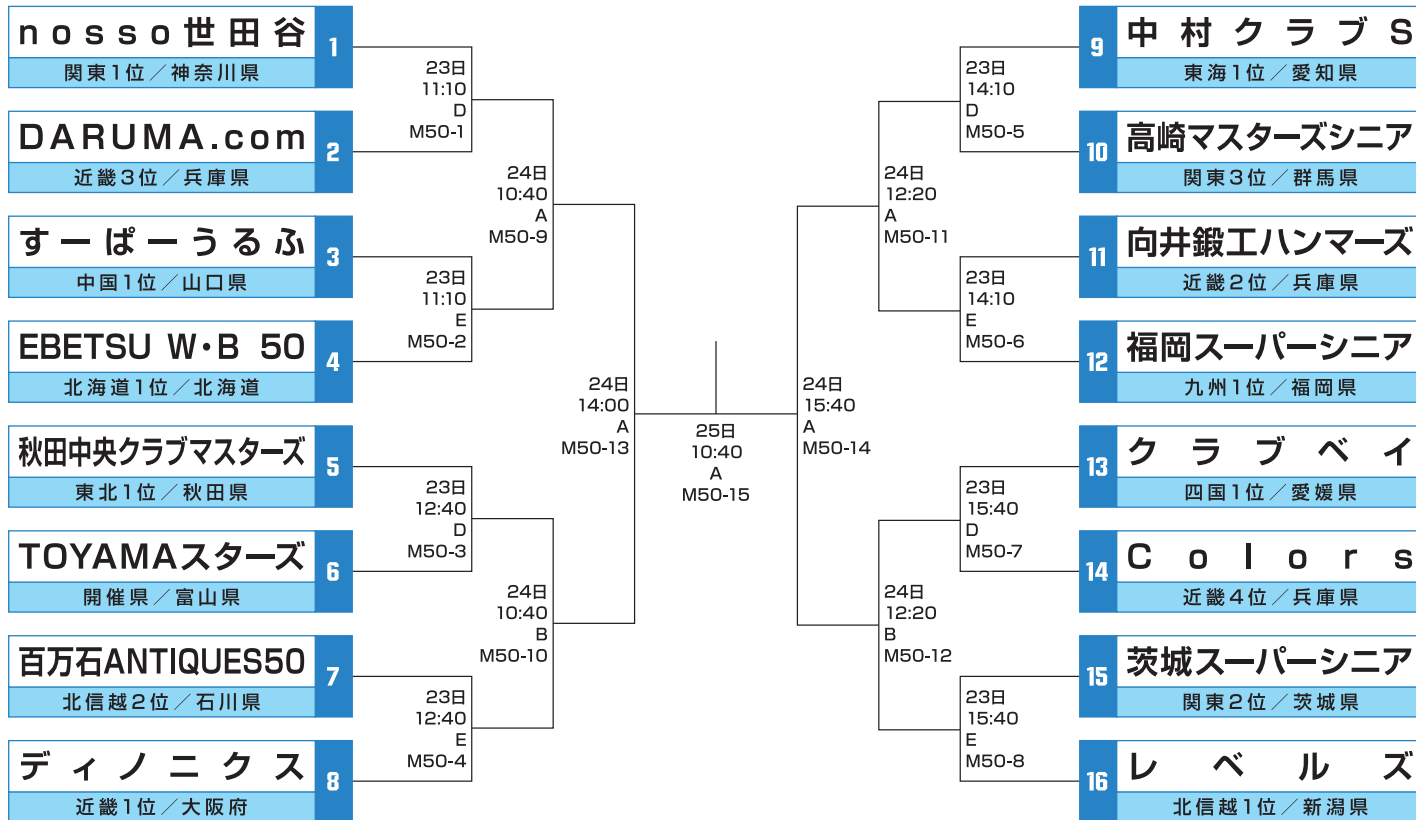 nosso世田谷
関東1位／神奈川県
1
DARUMA.com
近畿3位／兵庫県
2
すーぱーうるふ
中国1位／山口県
3
EBETSU W・B 50
北海道1位／北海道
4
秋田中央クラブマスターズ
東北1位／秋田県
5
TOYAMAスターズ
開催県／富山県
6
百万石ANTIQUES50
北信越2位／石川県
7
ディノニクス
近畿1位／大阪府
8
23日
11:10
D
M50-1
23日
11:10
E
M50-2
23日
12:40
D
M50-3
23日
12:40
E
M50-4
24日
10:40
A
M50-9
24日
10:40
B
M50-10
24日
14:00
A
M50-13
25日
10:40
A
M50-15
24日
15:40
A
M50-14
24日
12:20
A
M50-11
24日
12:20
B
M50-12
23日
14:10
D
M50-5
23日
14:10
E
M50-6
23日
15:40
D
M50-7
23日
15:40
E
M50-8
9
中村クラブS
東海1位／愛知県
10
高崎マスターズシニア
関東3位／群馬県
11
向井鍛工ハンマーズ
近畿2位／兵庫県
12
福岡スーパーシニア
九州1位／福岡県
13
クラブベイ
四国1位／愛媛県
14
Colors
近畿4位／兵庫県
15
茨城スーパーシニア
関東2位／茨城県
16
レベルズ
北信越1位／新潟県